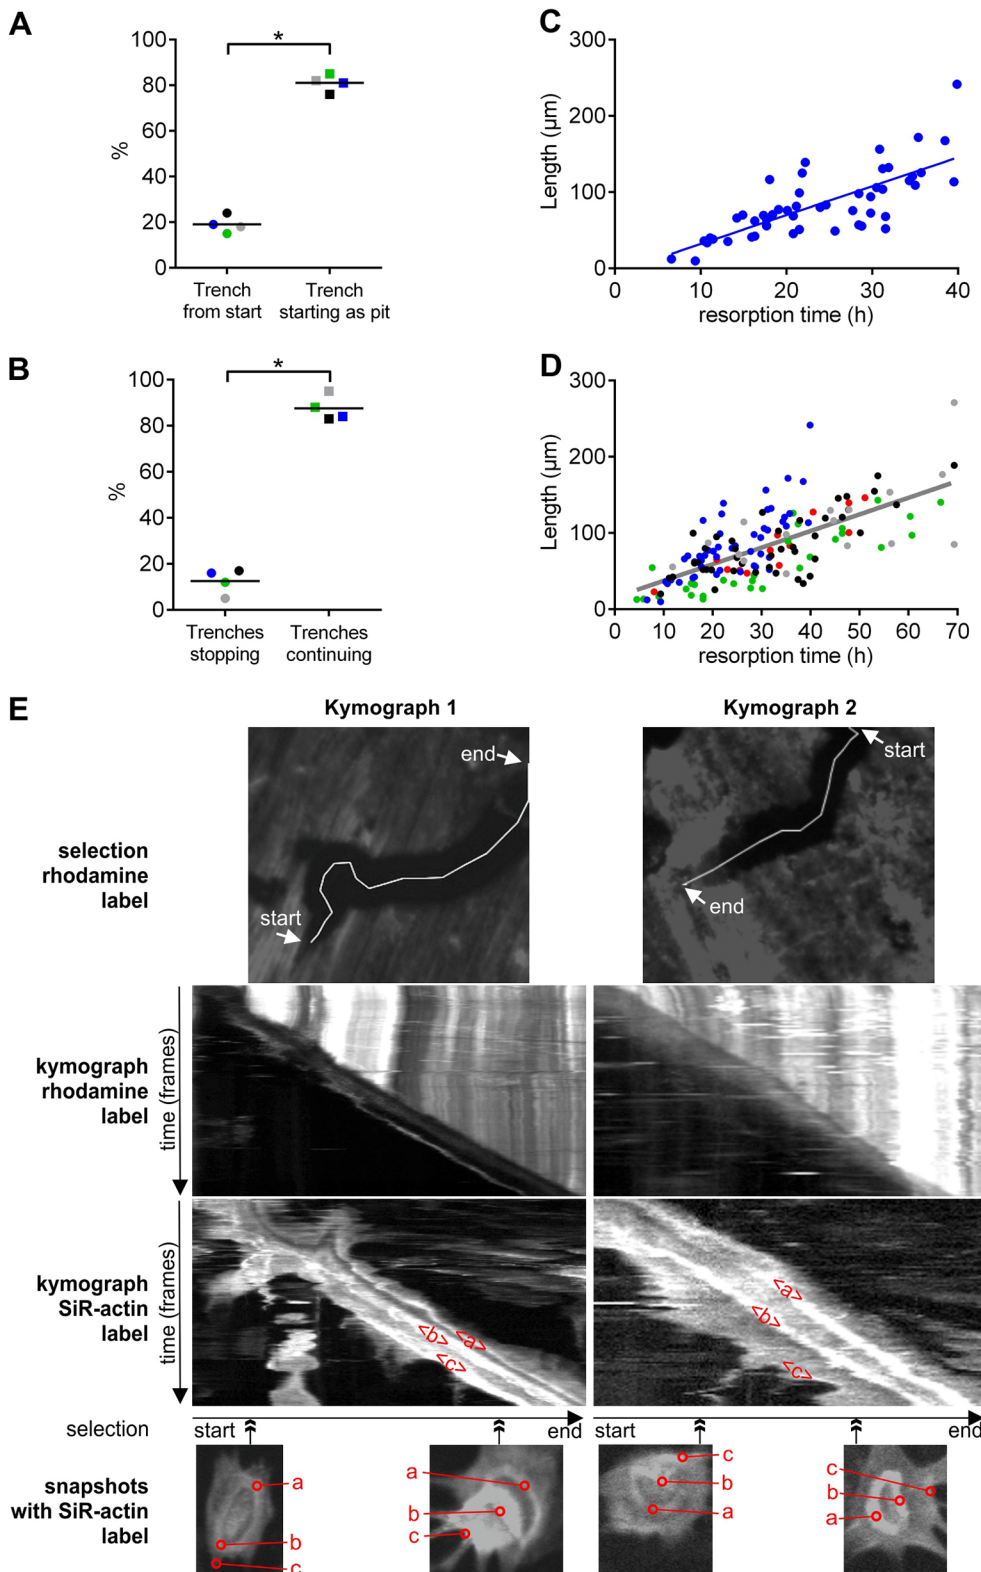 A
100
80
60
40
20
0
%
*
Trench
from start
Trench
starting as pit
C
300
200
100
0
Length (µm)
0 10 20 30 40
resorption time (h)
B
100
80
60
40
20
0
%
*
Trenches
stopping
Trenches
continuing
D
300
200
100
0
Length (µm)
0 10 20 30 40 50 60 70
resorption time (h)
E
Kymograph 1
Kymograph 2
selection
rhodamine
label
start
end
start
end
kymograph
rhodamine
label
time (frames)
kymograph
SiR-actin
label
time (frames)
<b>
<a>
<c>
<a>
<b>
<c>
selection
start
end
start
end
snapshots
with SiR-actin
label
a
b
c
a
b
c
c
b
a
c
b
a